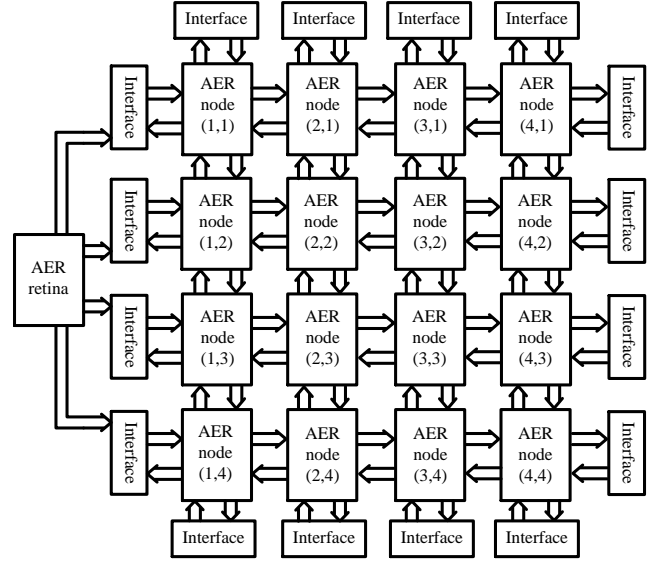 Interface Interface Interface Interface
Interface AER node (1,1) AER node (2,1) AER node (3,1) AER node (4,1) Interface
Interface AER node (1,2) AER node (2,2) AER node (3,2) AER node (4,2) Interface
AER retina
Interface AER node (1,3) AER node (2,3) AER node (3,3) AER node (4,3) Interface
Interface AER node (1,4) AER node (2,4) AER node (3,4) AER node (4,4) Interface
Interface Interface Interface Interface